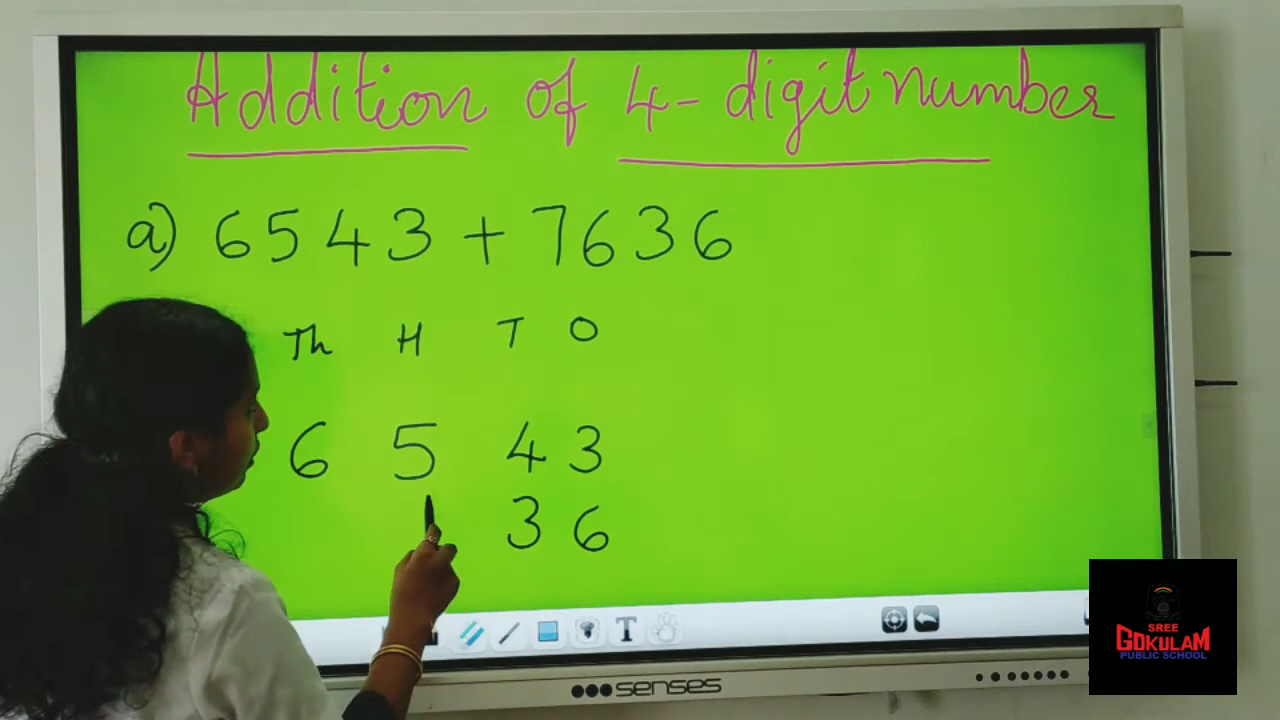 Addition of 4-digit number
a) 6543 + 7636
Th H T O
6 5 4 3
3 6
T
senses
SREE
GOKULAM
PUBLIC SCHOOL